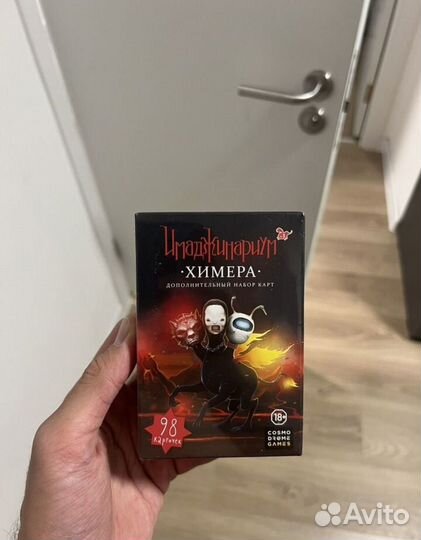 Имаджинариум
·ХИМЕРА·
ДОПОЛНИТЕЛЬНЫЙ НАБОР КАРТ
98
карточек
18+
COSMO
DROME
GAMES
Avito